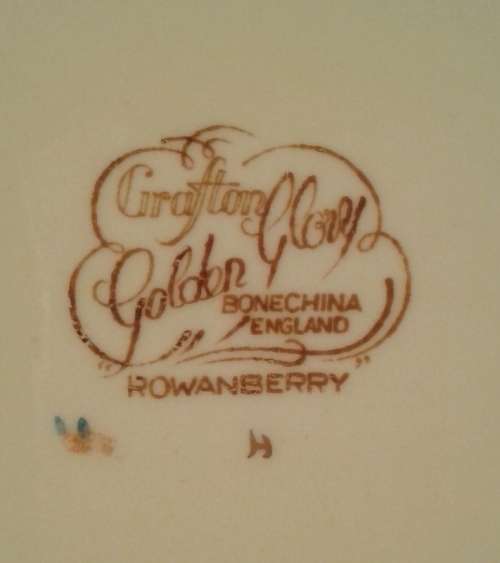 Grafton
Glory
Golden
BONECHINA
ENGLAND
"ROWANBERRY"
H